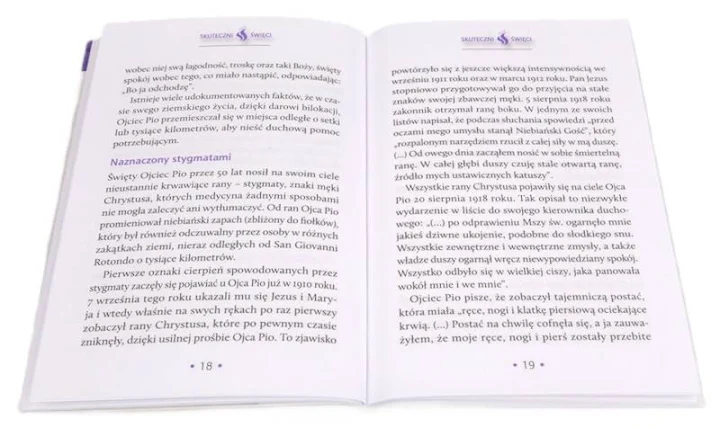 SKUTECZNI ŚWIĘCI
wobec niej swą łagodność, troskę oraz taki Boży, święty
spokój wobec tego, co miało nastąpić, odpowiadając:
„Bo ja odchodzę".
Istnieje wiele udokumentowanych faktów, że w cza-
sie swego ziemskiego życia, dzięki darowi bilokacji,
Ojciec Pio przemieszczał się w miejsca odległe o setki
lub tysiące kilometrów, aby nieść duchową pomoc
potrzebującym.
Naznaczony stygmatami
Święty Ojciec Pio przez 50 lat nosił na swoim ciele
nieustannie krwawiące rany – stygmaty, znaki męki
Chrystusa, których medycyna żadnymi sposobami
nie mogła zaleczyć ani wytłumaczyć. Od ran Ojca Pio
promieniował niebiański zapach (zbliżony do fiołków),
który był również odczuwalny przez osoby w różnych
zakątkach ziemi, nieraz odległych od San Giovanni
Rotondo o tysiące kilometrów.
Pierwsze oznaki cierpień spowodowanych przez
stygmaty zaczęły się pojawiać u Ojca Pio już w 1910 roku.
7 września tego roku ukazali mu się Jezus i Mary-
ja i wtedy właśnie na swych rękach po raz pierwszy
zobaczył rany Chrystusa, które po pewnym czasie
zniknęły, dzięki usilnej prośbie Ojca Pio. To zjawisko
• 18 •
SKUTECZNI ŚWIĘCI
powtórzyło się z jeszcze większą intensywnością we
wrześniu 1911 roku oraz w marcu 1912 roku. Pan Jezus
stopniowo przygotowywał go do przyjęcia na stałe
znaków swojej zbawczej męki. 5 sierpnia 1918 roku
zakonnik otrzymał ranę boku. W jednym ze swoich
listów napisał, że podczas słuchania spowiedzi „przed
oczami mego umysłu stanął Niebiański Gość", który
„rozpalonym narzędziem rzucił z całej siły w mą duszę.
(...) Od owego dnia zacząłem nosić w sobie śmiertelną
ranę. W całej głębi duszy czuję stale otwartą ranę,
źródło mych ustawicznych katuszy".
Wszystkie rany Chrystusa pojawiły się na ciele Ojca
Pio 20 sierpnia 1918 roku. Tak opisał to niezwykłe
wydarzenie w liście do swojego kierownika ducho-
wego: „(...) po odprawieniu Mszy św. ogarnęło mnie
jakieś dziwne ukojenie, podobne do słodkiego snu.
Wszystkie zewnętrzne i wewnętrzne zmysły, a także
władze duszy ogarnął wręcz niewypowiedziany spokój.
Wszystko odbyło się w wielkiej ciszy, jaka panowała
wokół mnie i we mnie".
Ojciec Pio pisze, że zobaczył tajemniczą postać,
która miała „ręce, nogi i klatkę piersiową ociekające
krwią. (...) Postać na chwilę cofnęła się, a ja zauwa-
żyłem, że moje ręce, nogi i pierś zostały przebite
• 19 •